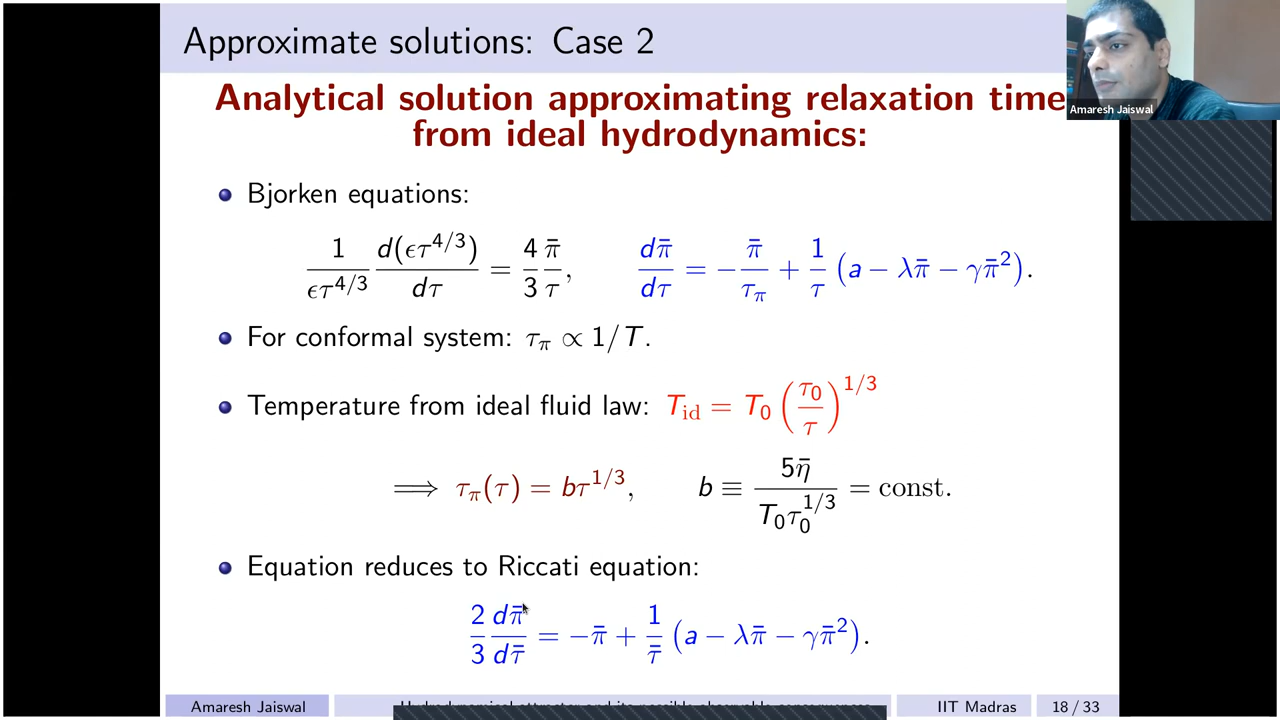 Approximate solutions: Case 2
Amaresh Jaiswal
Analytical solution approximating relaxation time
from ideal hydrodynamics:
Bjorken equations:
1/(ϵτ^{4/3}) d(ϵτ^{4/3})/dτ = 4/3 π̄/τ, dπ̄/dτ = −π̄/τ_π + 1/τ (a − λπ̄ − γπ̄²).
For conformal system: τ_π ∝ 1/T.
Temperature from ideal fluid law: T_id = T_0 (τ_0/τ)^{1/3}
⟹ τ_π(τ) = bτ^{1/3}, b ≡ 5η̄/(T_0τ_0^{1/3}) = const.
Equation reduces to Riccati equation:
2/3 dπ̄/dτ̄ = −π̄ + 1/τ̄ (a − λπ̄ − γπ̄²).
Amaresh Jaiswal IIT Madras 18 / 33